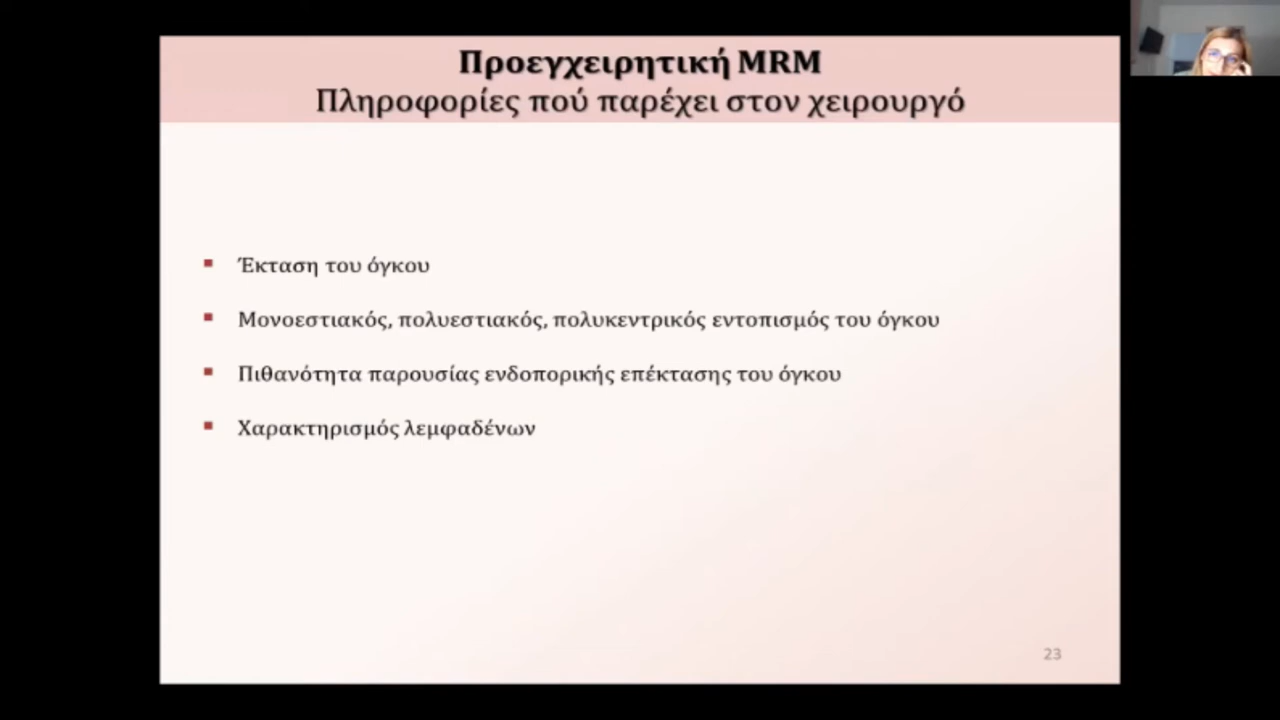 Προεγχειρητική MRM
Πληροφορίες πού παρέχει στον χειρουργό
Έκταση του όγκου
Μονοεστιακός, πολυεστιακός, πολυκεντρικός εντοπισμός του όγκου
Πιθανότητα παρουσίας ενδοπορικής επέκτασης του όγκου
Χαρακτηρισμός λεμφαδένων
23